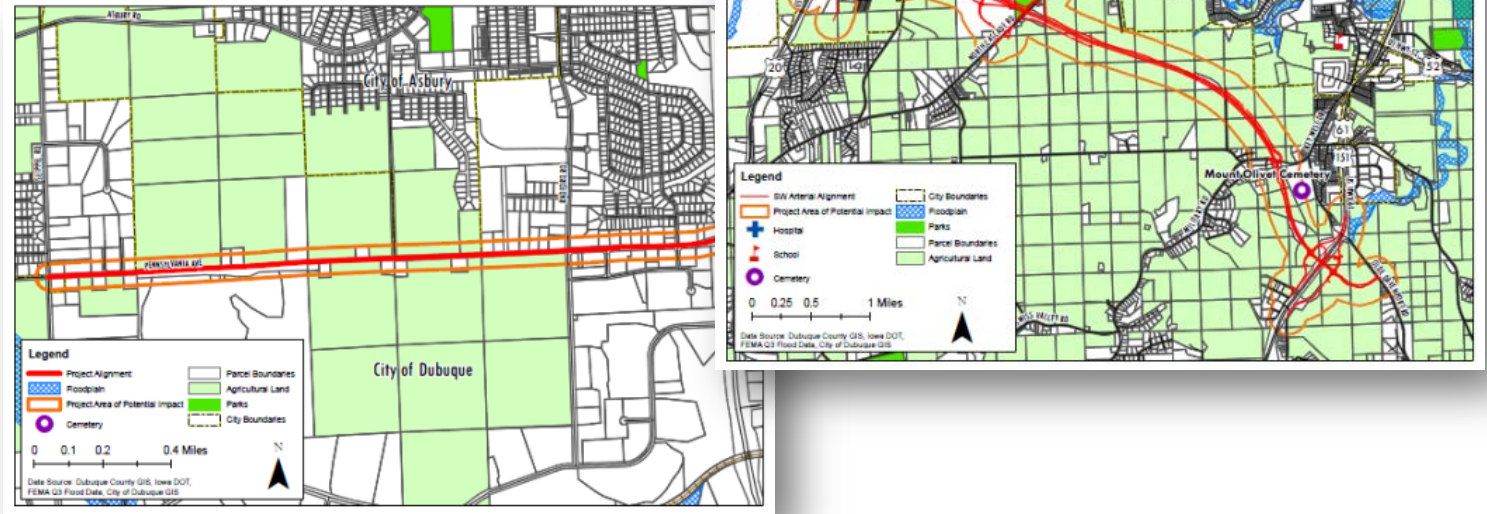 ASBURY RD
City of Asbury
PENNSYLVANIA AVE
City of Dubuque
Legend
Project Alignment
Floodplain
Project Area of Potential Impact
Cemetery
Parcel Boundaries
Agricultural Land
Parks
City Boundaries
0 0.1 0.2 0.4 Miles
N
Data Source: Dubuque County GIS, Iowa DOT,
FEMA Q3 Flood Data, City of Dubuque GIS
20
52
61
151
Mount Olivet Cemetery
Legend
SW Arterial Alignment
Project Area of Potential Impact
Hospital
School
Cemetery
City Boundaries
Floodplain
Parks
Parcel Boundaries
Agricultural Land
0 0.25 0.5 1 Miles
N
Data Source: Dubuque County GIS, Iowa DOT,
FEMA Q3 Flood Data, City of Dubuque GIS